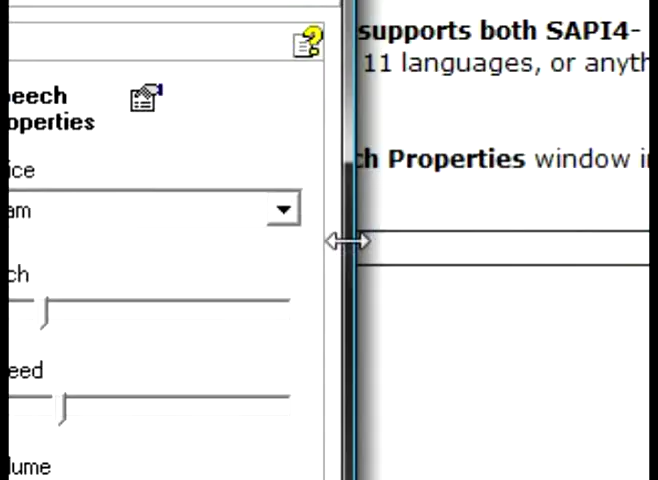 supports both SAPI4-
11 languages, or anyth
eech
operties
ch Properties window i
ice
am
ch
eed
lume